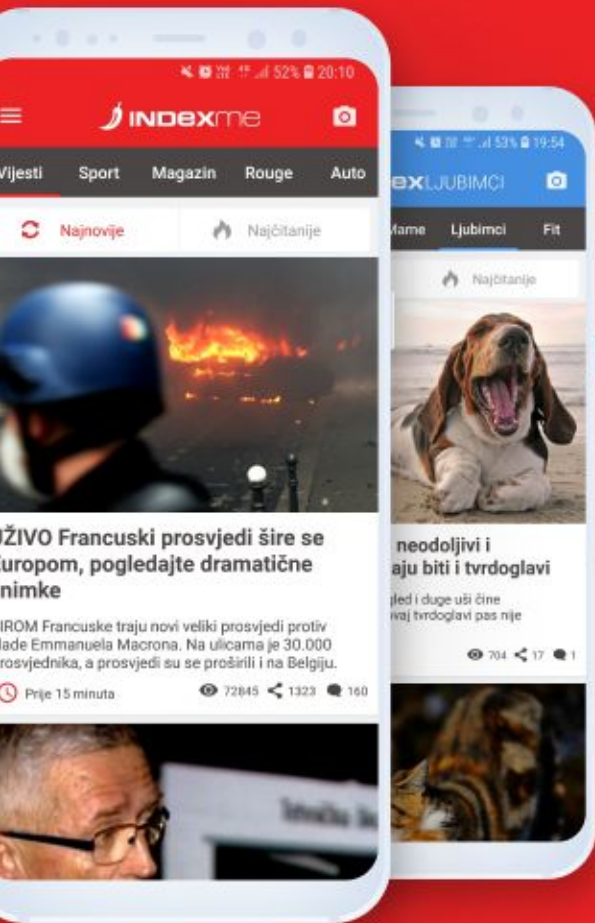 52% 20:10
INDEXme
Vijesti Sport Magazin Rouge Auto
Najnovije Najčitanije
UŽIVO Francuski prosvjedi šire se
Europom, pogledajte dramatične
snimke
ŠIROM Francuske traju novi veliki prosvjedi protiv
vlade Emmanuela Macrona. Na ulicama je 30.000
prosvjednika, a prosvjedi su se proširili i na Belgiju.
Prije 15 minuta 72845 1323 160
53% 19:54
EXLJUBIMCI
Mame Ljubimci Fit
Najčitanije
neodoljivi i
aju biti i tvrdoglavi
gled i duge uši čine
ovaj tvrdoglavi pas nije
704 17 1